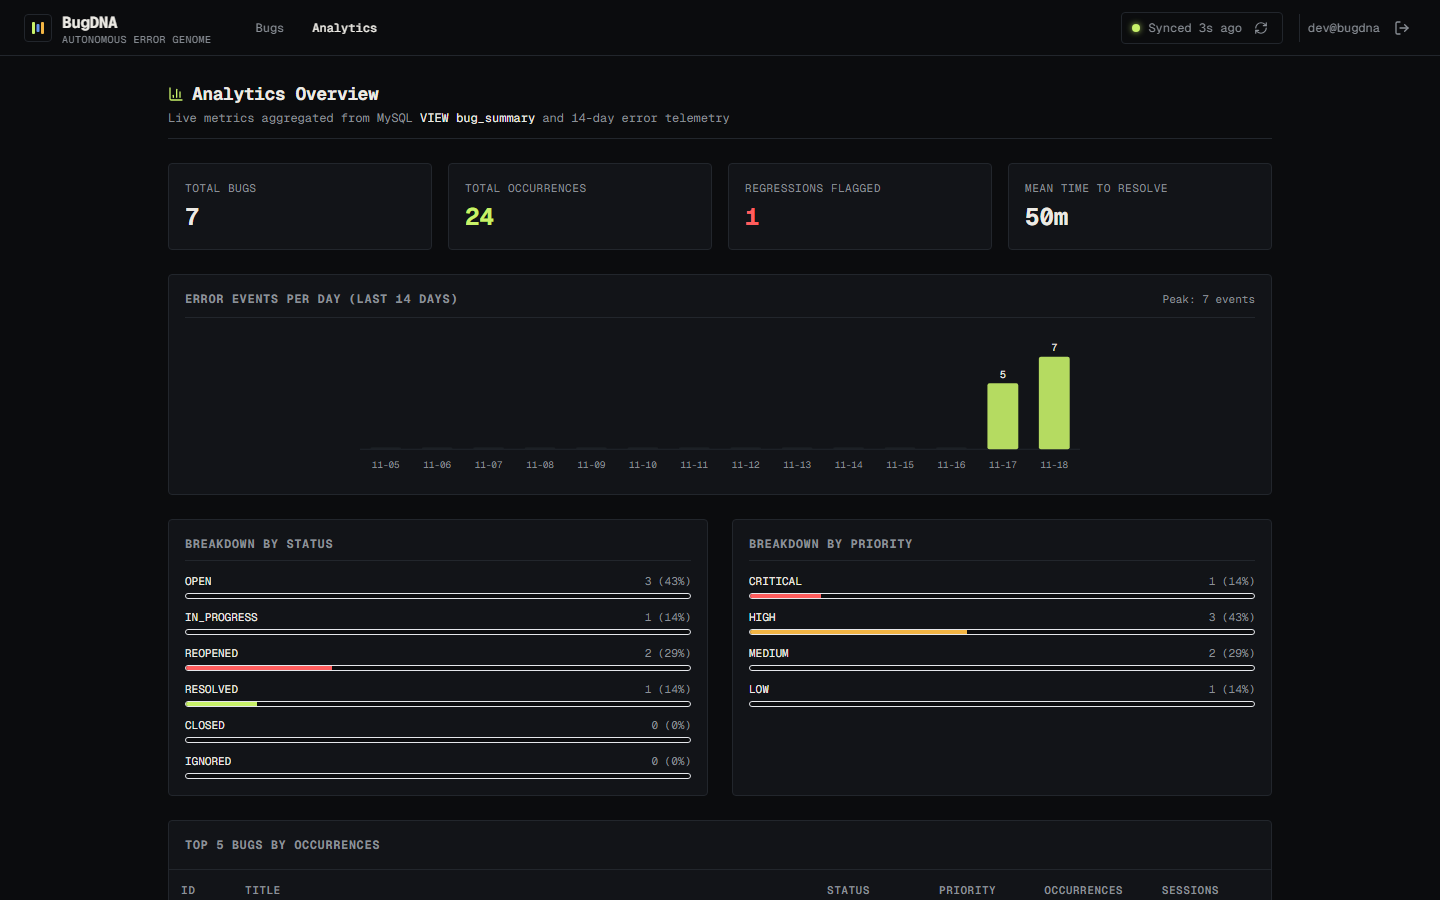 BugDNA
AUTONOMOUS ERROR GENOME
Bugs
Analytics
Synced 3s ago
dev@bugdna
Analytics Overview
Live metrics aggregated from MySQL VIEW bug_summary and 14-day error telemetry
TOTAL BUGS
7
TOTAL OCCURRENCES
24
REGRESSIONS FLAGGED
1
MEAN TIME TO RESOLVE
50m
ERROR EVENTS PER DAY (LAST 14 DAYS)
Peak: 7 events
5
7
11-05 11-06 11-07 11-08 11-09 11-10 11-11 11-12 11-13 11-14 11-15 11-16 11-17 11-18
BREAKDOWN BY STATUS
OPEN 3 (43%)
IN_PROGRESS 1 (14%)
REOPENED 2 (29%)
RESOLVED 1 (14%)
CLOSED 0 (0%)
IGNORED 0 (0%)
BREAKDOWN BY PRIORITY
CRITICAL 1 (14%)
HIGH 3 (43%)
MEDIUM 2 (29%)
LOW 1 (14%)
TOP 5 BUGS BY OCCURRENCES
ID TITLE STATUS PRIORITY OCCURRENCES SESSIONS